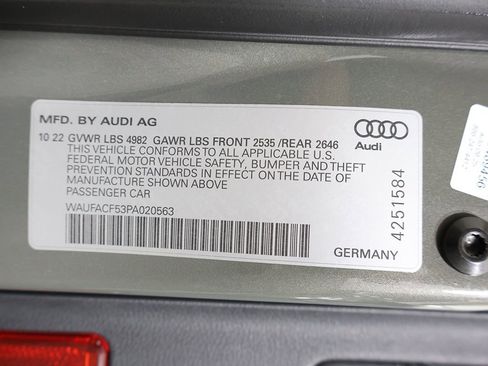 MFD. BY AUDI AG
10 22 GVWR LBS 4982 GAWR LBS FRONT 2535 /REAR 2646
THIS VEHICLE CONFORMS TO ALL APPLICABLE U.S.
FEDERAL MOTOR VEHICLE SAFETY, BUMPER AND THEFT
PREVENTION STANDARDS IN EFFECT ON THE DATE OF
MANUFACTURE SHOWN ABOVE
PASSENGER CAR
WAUFACF53PA020563
Audi
4251584
GERMANY